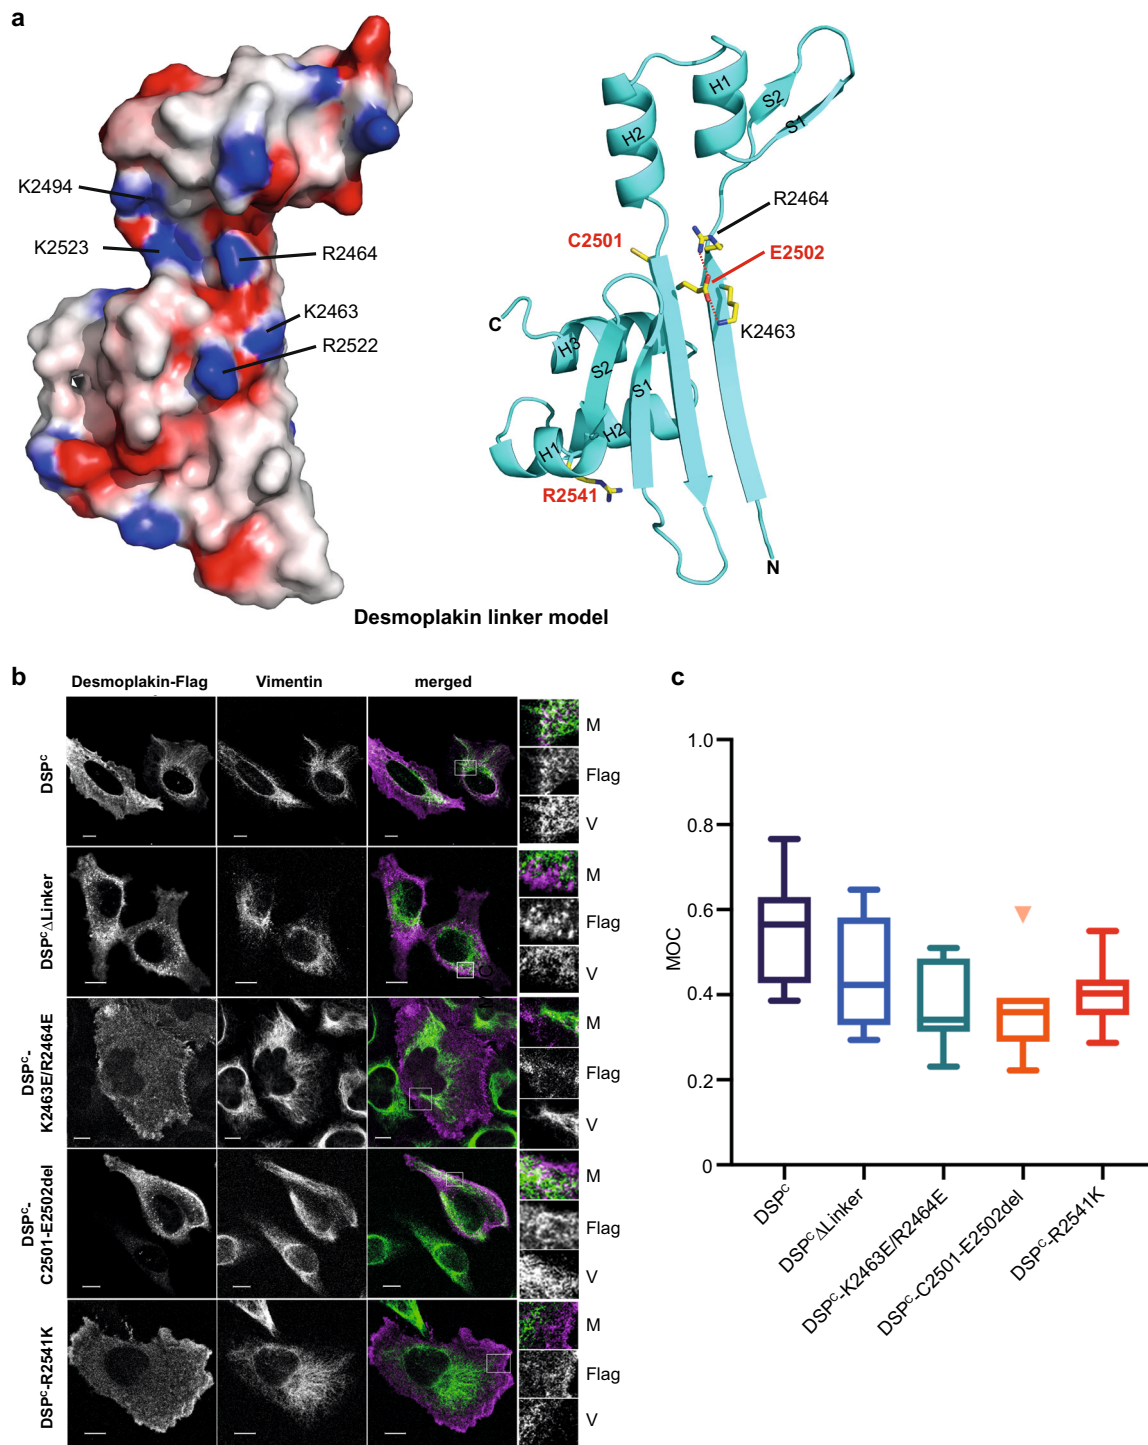 a
K2494
K2523
R2464
K2463
R2522
H1
H2
S2
S1
R2464
C2501
E2502
K2463
C
H3
S2
S1
H2
H1
R2541
N
Desmoplakin linker model
b
Desmoplakin-Flag Vimentin merged
DSPᶜ
M
Flag
V
DSPᶜΔLinker
M
Flag
V
DSPᶜ-
K2463E/R2464E
M
Flag
V
DSPᶜ-
C2501-E2502del
M
Flag
V
DSPᶜ-R2541K
M
Flag
V
c
MOC
1.0
0.8
0.6
0.4
0.2
0
DSPᶜ
DSPᶜΔLinker
DSPᶜ-K2463E/R2464E
DSPᶜ-C2501-E2502del
DSPᶜ-R2541K